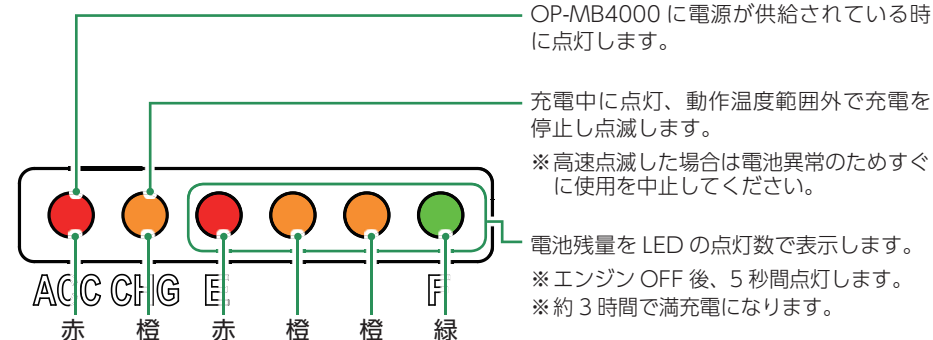 OP-MB4000 に電源が供給されている時
に点灯します。
充電中に点灯、動作温度範囲外で充電を
停止し点滅します。
※高速点滅した場合は電池異常のためすぐ
に使用を中止してください。
電池残量を LED の点灯数で表示します。
※エンジン OFF 後、5 秒間点灯します。
※約 3 時間で満充電になります。
ACC CHG E F
赤 橙 赤 橙 橙 緑